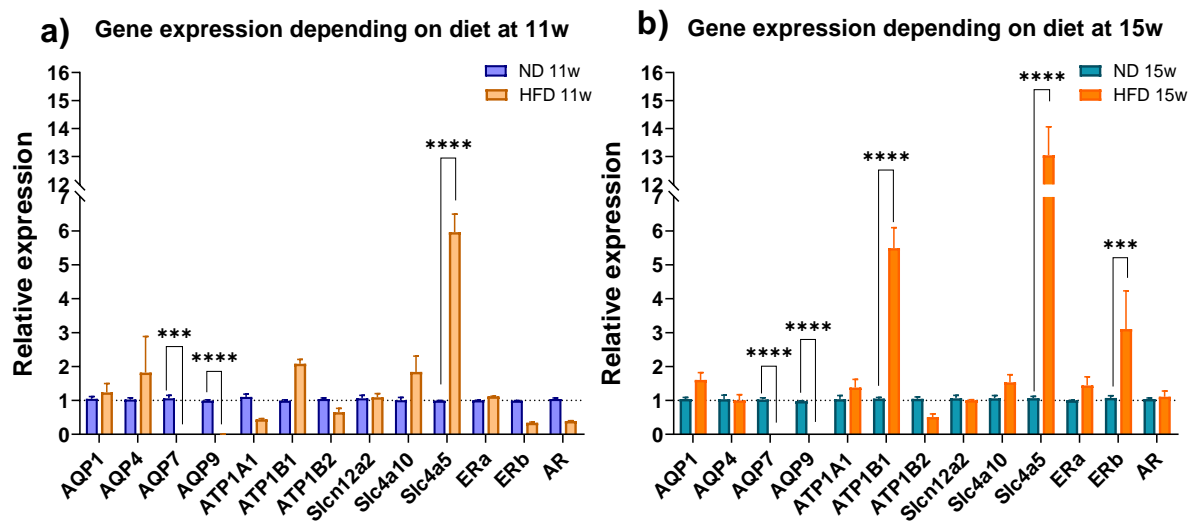 a) Gene expression depending on diet at 11w
Relative expression
16
15
14
13
12
7
6
5
4
3
2
1
0
ND 11w
HFD 11w
***
****
****
AQP1
AQP4
AQP7
AQP9
ATP1A1
ATP1B1
ATP1B2
Slcn12a2
Slc4a10
Slc4a5
ERa
ERb
AR
b) Gene expression depending on diet at 15w
Relative expression
16
15
14
13
12
7
6
5
4
3
2
1
0
ND 15w
HFD 15w
****
****
****
****
***
AQP1
AQP4
AQP7
AQP9
ATP1A1
ATP1B1
ATP1B2
Slcn12a2
Slc4a10
Slc4a5
ERa
ERb
AR